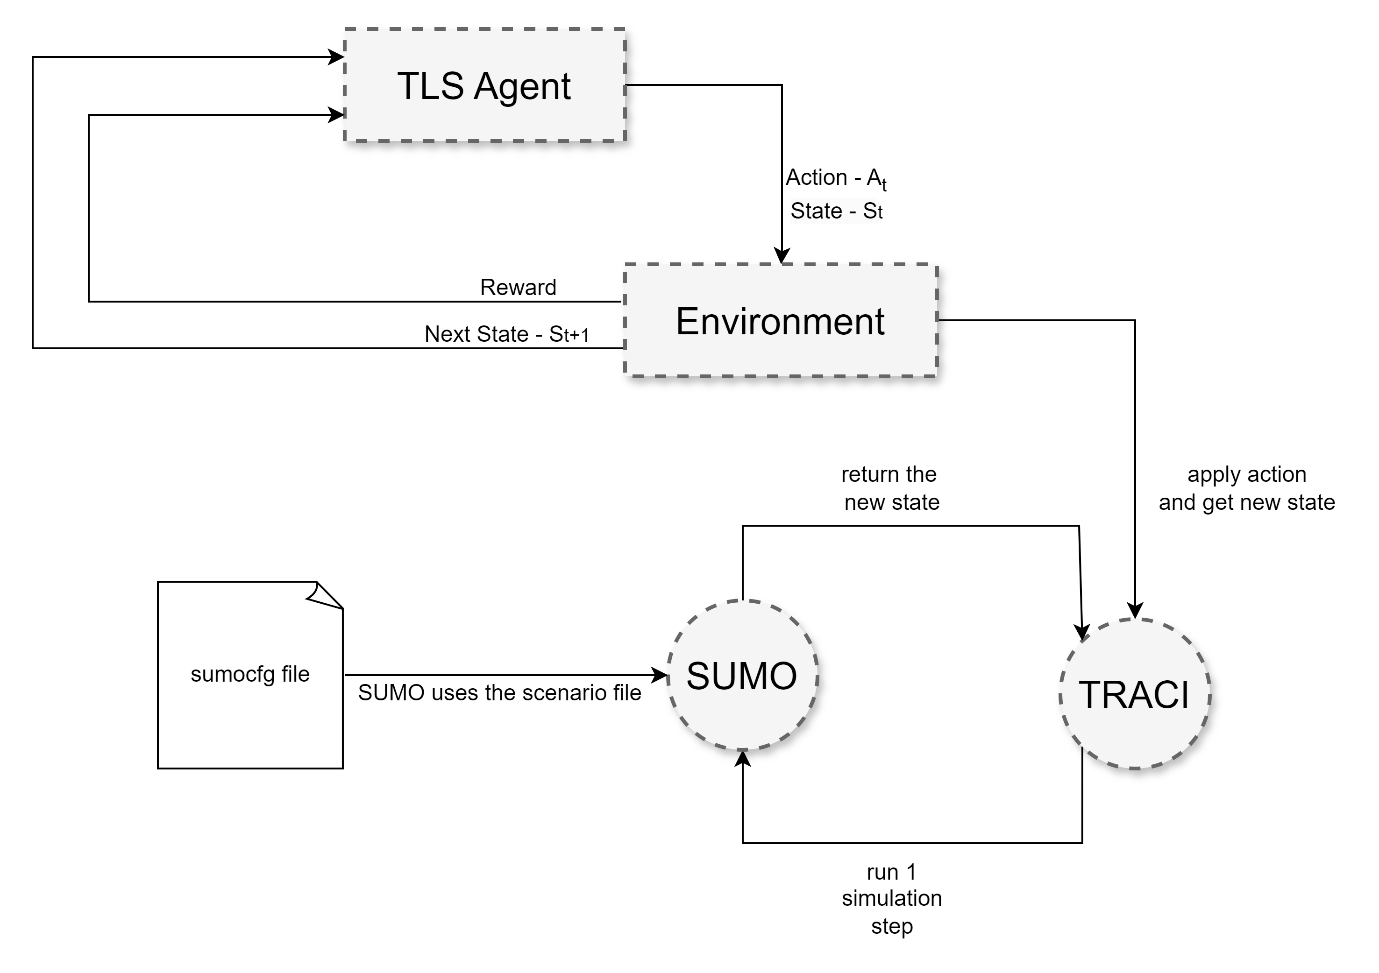 TLS Agent
Action - At
State - St
Reward
Environment
Next State - St+1
return the
new state
apply action
and get new state
sumocfg file
SUMO uses the scenario file
SUMO
TRACI
run 1
simulation
step